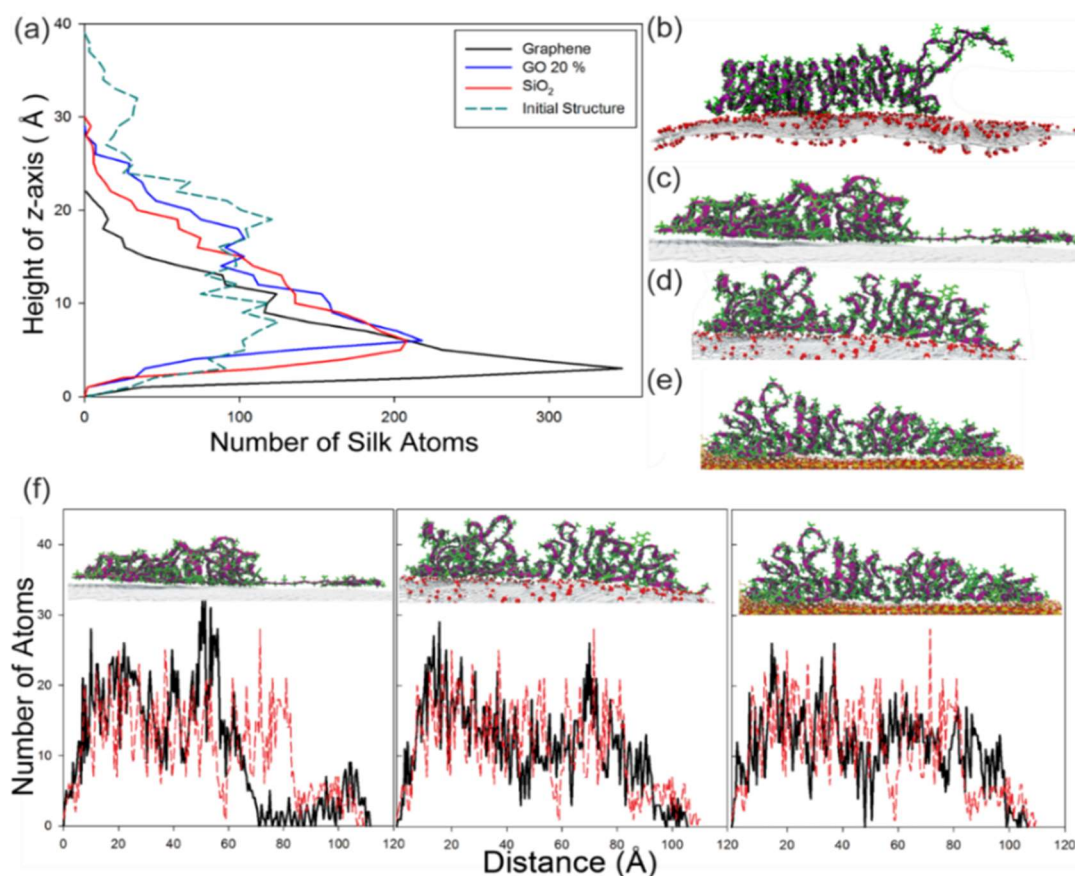 (a)
40
30
20
10
0
Height of z-axis (Å)
Graphene
GO 20 %
SiO₂
Initial Structure
0 100 200 300
Number of Silk Atoms
(b)
(c)
(d)
(e)
(f)
40
30
20
10
0
Number of Atoms
0 20 40 60 80 100 120
20 40 60 80 100 120
20 40 60 80 100 120
Distance (Å)